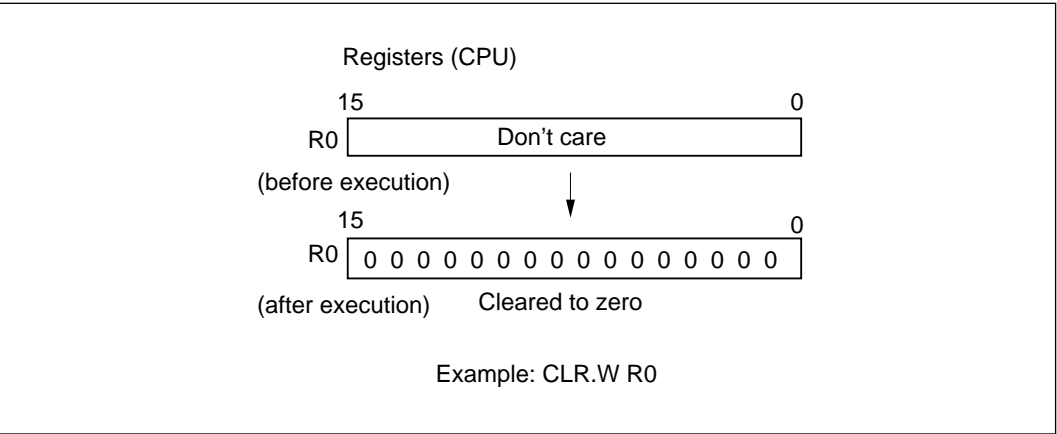 Registers (CPU)
15 0
R0 Don't care
(before execution)
15 0
R0 0 0 0 0 0 0 0 0 0 0 0 0 0 0 0 0
(after execution) Cleared to zero
Example: CLR.W R0